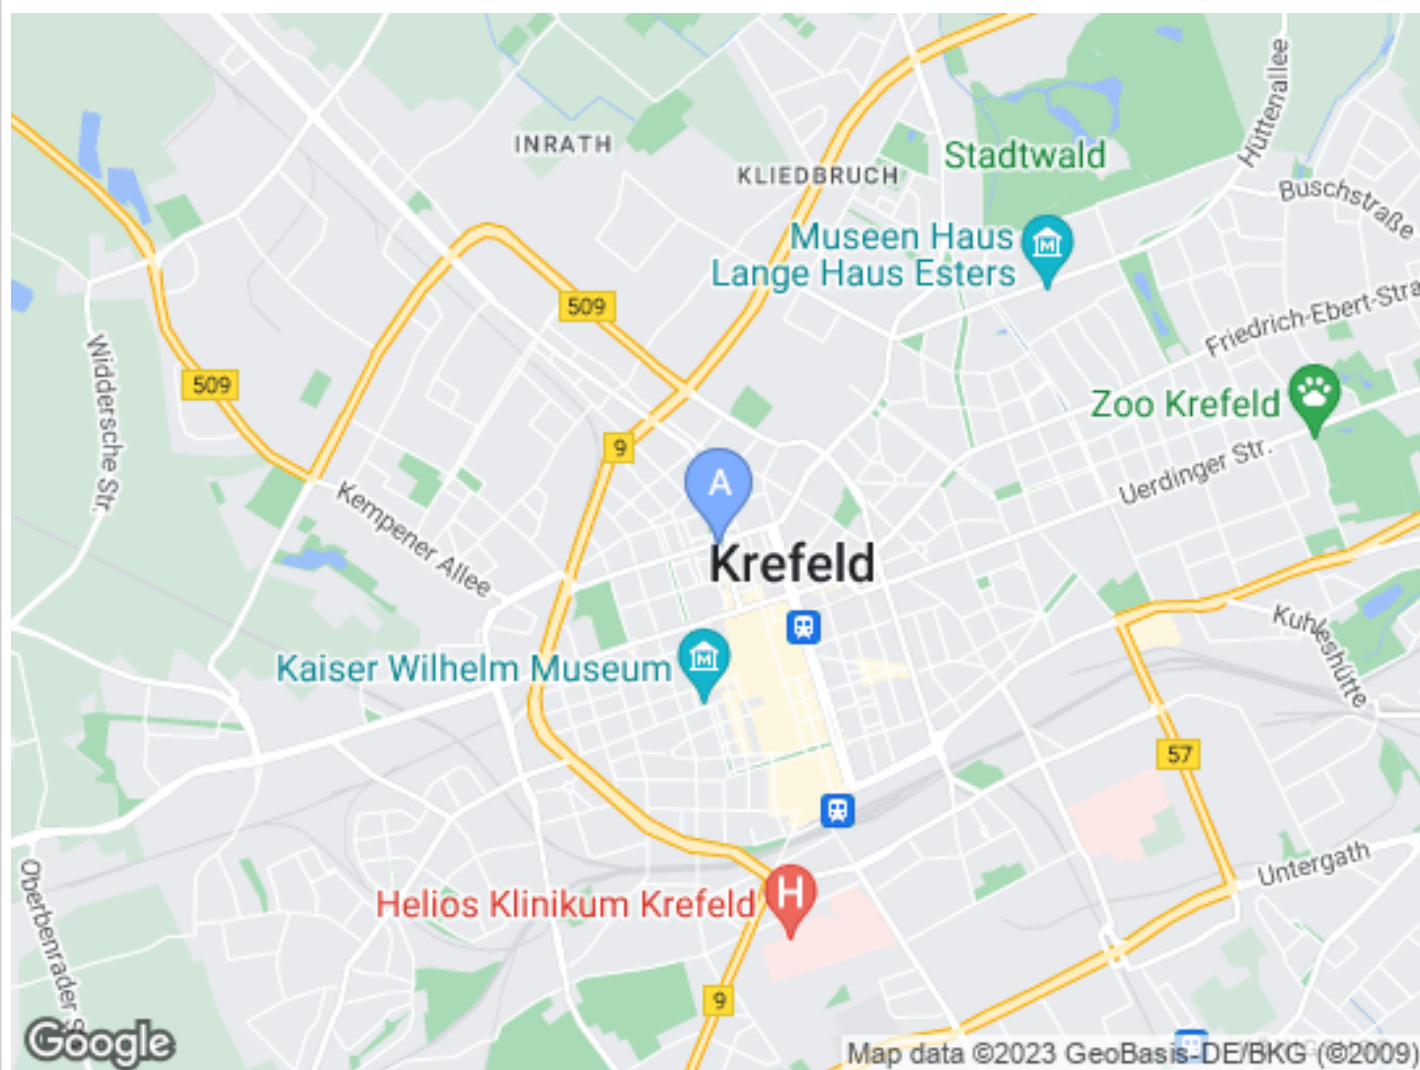 INRATH
KLIEDBRUCH
Stadtwald
Hüttenallee
Buschstraße
Museen Haus
Lange Haus Esters
M
509
Friedrich-Ebert-Stra
509
Widdersche Str.
Zoo Krefeld
9
Uerdinger Str.
A
Kempener Allee
Krefeld
Kuhleshütte
Kaiser Wilhelm Museum
M
57
Untergath
Oberbenrader S
Helios Klinikum Krefeld
H
9
Google
Map data ©2023 GeoBasis-DE/BKG (©2009)